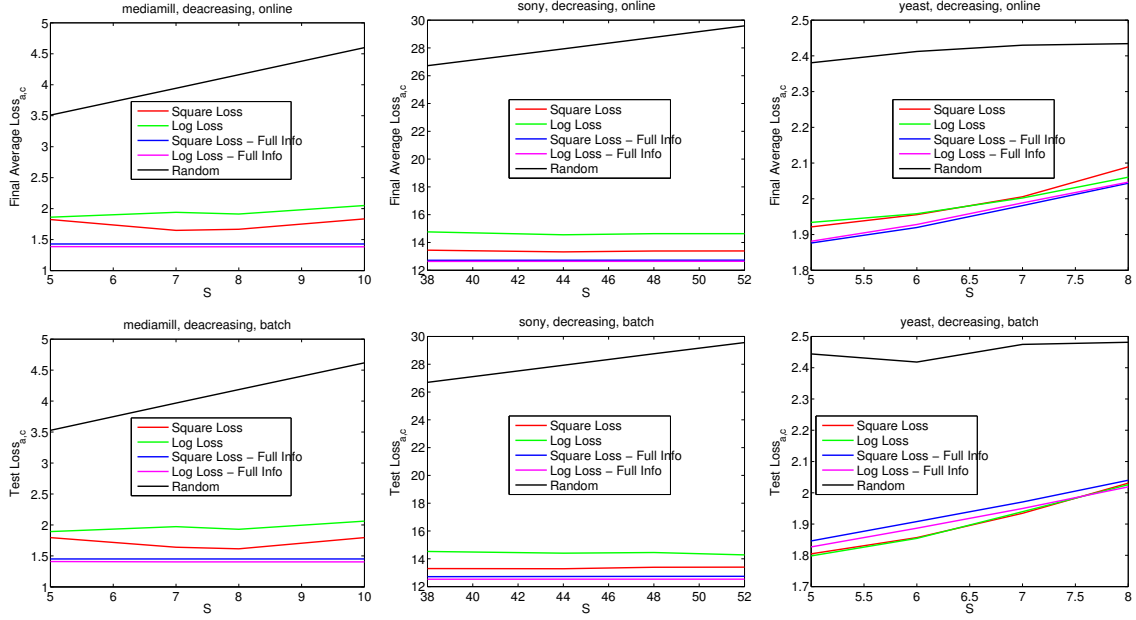 mediamill, deacreasing, online
5
4.5
4
3.5
3
2.5
2
1.5
1
5 6 7 8 9 10
S
Final Average Loss a,c
Square Loss
Log Loss
Square Loss – Full Info
Log Loss – Full Info
Random
sony, decreasing, online
30
28
26
24
22
20
18
16
14
12
38 40 42 44 46 48 50 52
S
Final Average Loss a,c
Square Loss
Log Loss
Square Loss – Full Info
Log Loss – Full Info
Random
yeast, decreasing, online
2.5
2.4
2.3
2.2
2.1
2
1.9
1.8
5 5.5 6 6.5 7 7.5 8
S
Final Average Loss a,c
Square Loss
Log Loss
Square Loss – Full Info
Log Loss – Full Info
Random
mediamill, deacreasing, batch
5
4.5
4
3.5
3
2.5
2
1.5
1
5 6 7 8 9 10
S
Test Loss a,c
Square Loss
Log Loss
Square Loss – Full Info
Log Loss – Full Info
Random
sony, decreasing, batch
30
28
26
24
22
20
18
16
14
12
38 40 42 44 46 48 50 52
S
Test Loss a,c
Square Loss
Log Loss
Square Loss – Full Info
Log Loss – Full Info
Random
yeast, decreasing, batch
2.5
2.4
2.3
2.2
2.1
2
1.9
1.8
1.7
5 5.5 6 6.5 7 7.5 8
S
Test Loss a,c
Square Loss
Log Loss
Square Loss – Full Info
Log Loss – Full Info
Random